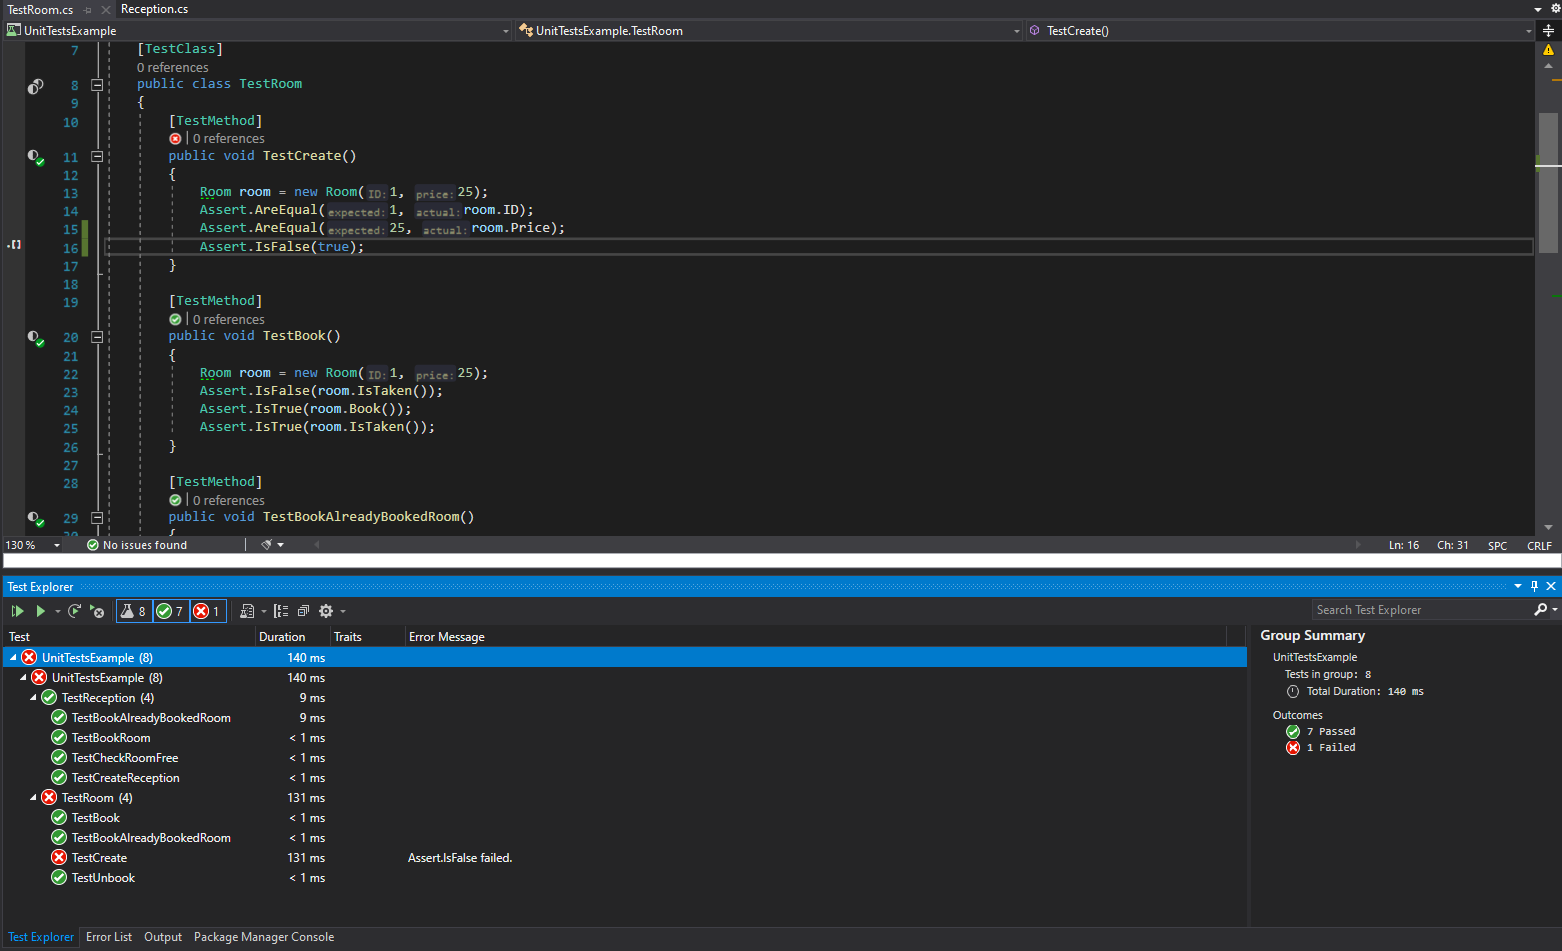 TestRoom.cs
Reception.cs
UnitTestsExample
UnitTestsExample.TestRoom
TestCreate()
7 [TestClass]
0 references
8 public class TestRoom
9 {
10 [TestMethod]
0 references
11 public void TestCreate()
12 {
13 Room room = new Room(ID:1, price:25);
14 Assert.AreEqual(expected:1, actual:room.ID);
15 Assert.AreEqual(expected:25, actual:room.Price);
16 Assert.IsFalse(true);
17 }
18
19 [TestMethod]
0 references
20 public void TestBook()
21 {
22 Room room = new Room(ID:1, price:25);
23 Assert.IsFalse(room.IsTaken());
24 Assert.IsTrue(room.Book());
25 Assert.IsTrue(room.IsTaken());
26 }
27
28 [TestMethod]
0 references
29 public void TestBookAlreadyBookedRoom()
30 {
130 % No issues found Ln: 16 Ch: 31 SPC CRLF
Test Explorer
8 7 1 Search Test Explorer
Test Duration Traits Error Message
UnitTestsExample (8) 140 ms
UnitTestsExample (8) 140 ms
TestReception (4) 9 ms
TestBookAlreadyBookedRoom 9 ms
TestBookRoom < 1 ms
TestCheckRoomFree < 1 ms
TestCreateReception < 1 ms
TestRoom (4) 131 ms
TestBook < 1 ms
TestBookAlreadyBookedRoom < 1 ms
TestCreate 131 ms Assert.IsFalse failed.
TestUnbook < 1 ms
Group Summary
UnitTestsExample
Tests in group: 8
Total Duration: 140 ms
Outcomes
7 Passed
1 Failed
Test Explorer Error List Output Package Manager Console